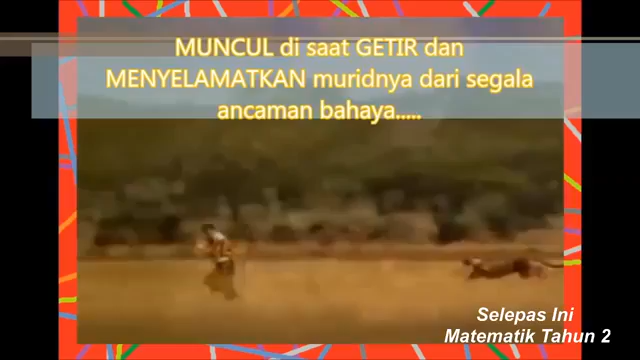 MUNCUL di saat GETIR dan
MENYELAMATKAN muridnya dari segala
ancaman bahaya.....
Selepas Ini
Matematik Tahun 2